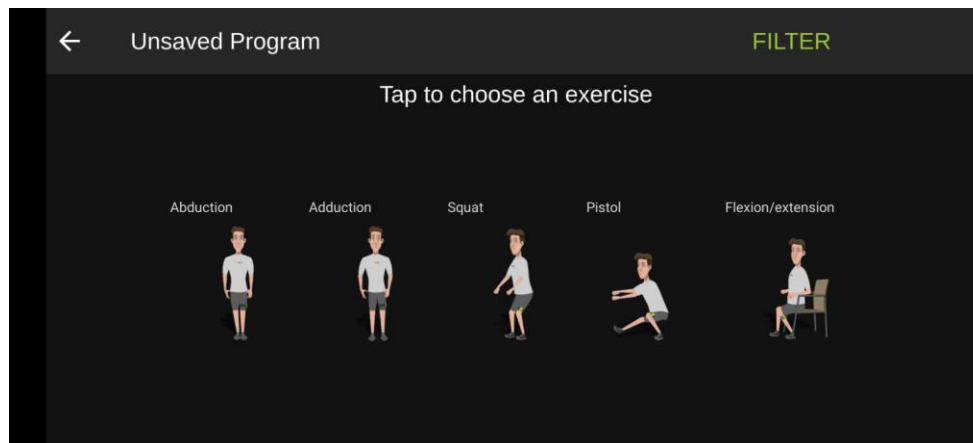 Unsaved Program
FILTER
Tap to choose an exercise
Abduction
Adduction
Squat
Pistol
Flexion/extension